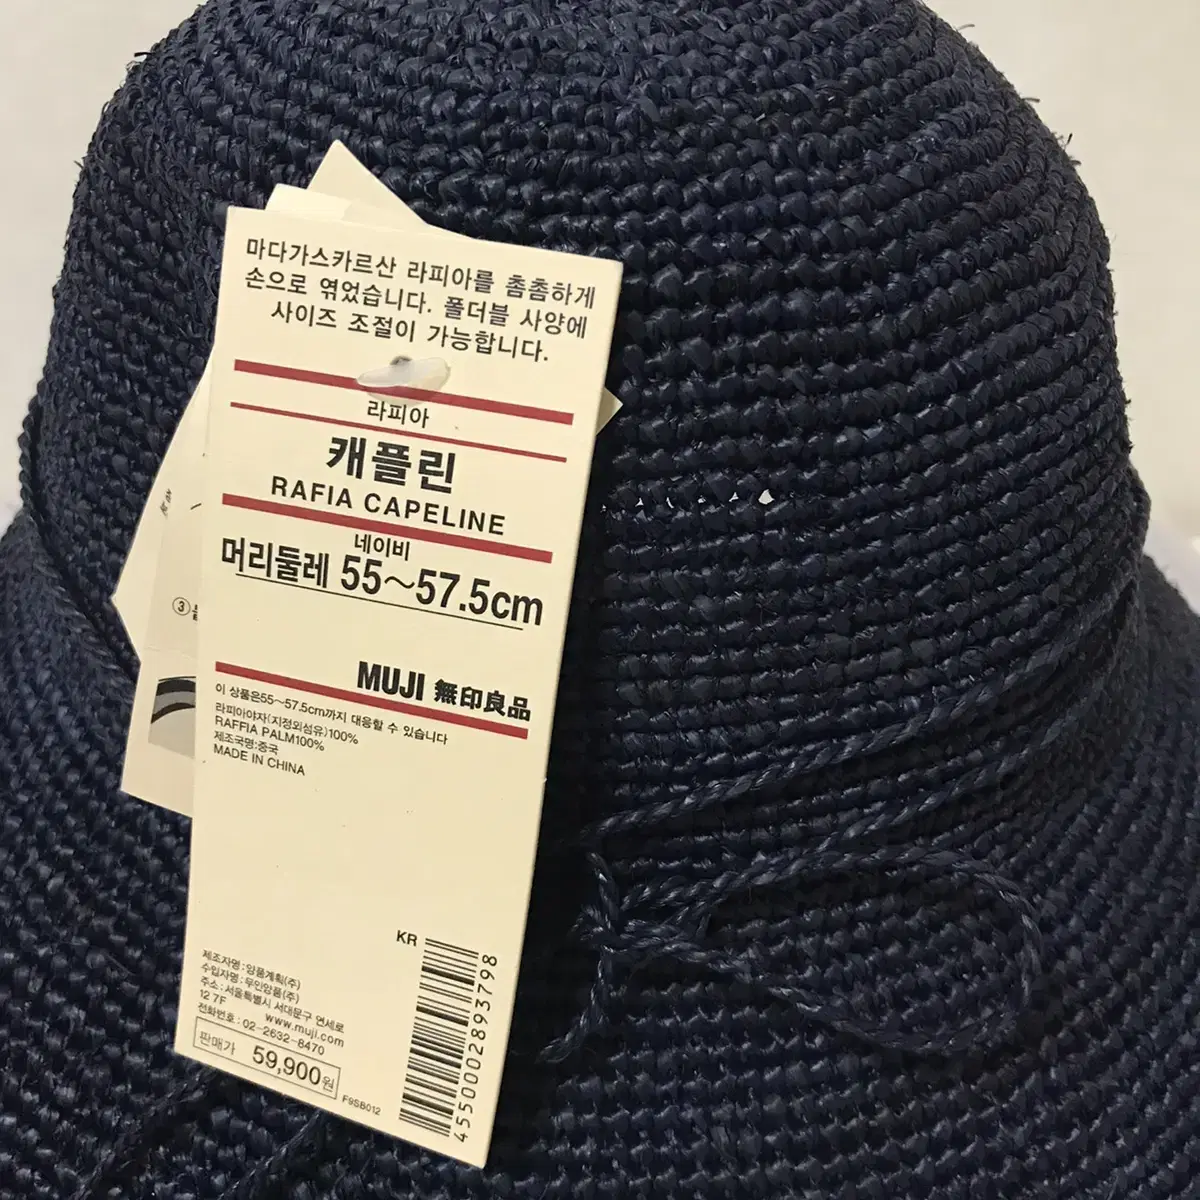 마다가스카르산 라피아를 촘촘하게
손으로 엮었습니다. 폴더블 사양에
사이즈 조절이 가능합니다.
라피아
캐플린
RAFIA CAPELINE
네이비
머리둘레 55～57.5cm
MUJI 無印良品
이 상품은55～57.5cm까지 대응할 수 있습니다
라피아야자(지정외섬유)100%
RAFFIA PALM100%
제조국명:중국
MADE IN CHINA
③
KR
제조자명:양품계획(주)
수입자명:무인양품(주)
주소:서울특별시 서대문구 연세로
12 7F
www.muji.com
전화번호:02-2632-8470
판매가 59,900원
F9SB012
4550002893798